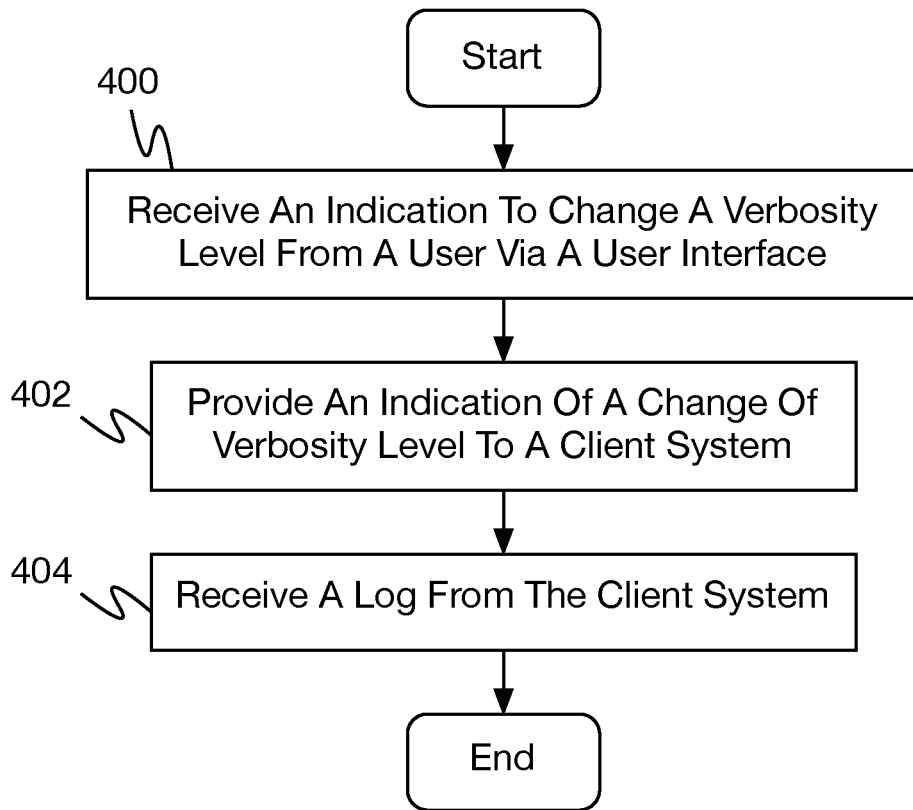 Start
400
Receive An Indication To Change A Verbosity
Level From A User Via A User Interface
402
Provide An Indication Of A Change Of
Verbosity Level To A Client System
404
Receive A Log From The Client System
End